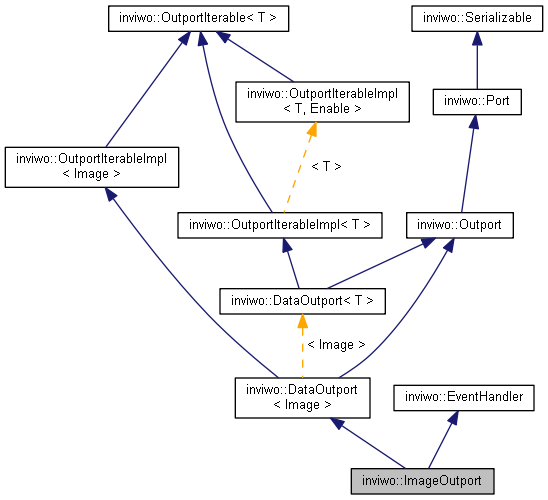 inviwo::OutportIterable< T >
inviwo::Serializable
inviwo::OutportIterableImpl
< T, Enable >
inviwo::Port
inviwo::OutportIterableImpl
< Image >
< T >
inviwo::OutportIterableImpl< T >
inviwo::Outport
inviwo::DataOutport< T >
< Image >
inviwo::DataOutport
< Image >
inviwo::EventHandler
inviwo::ImageOutport